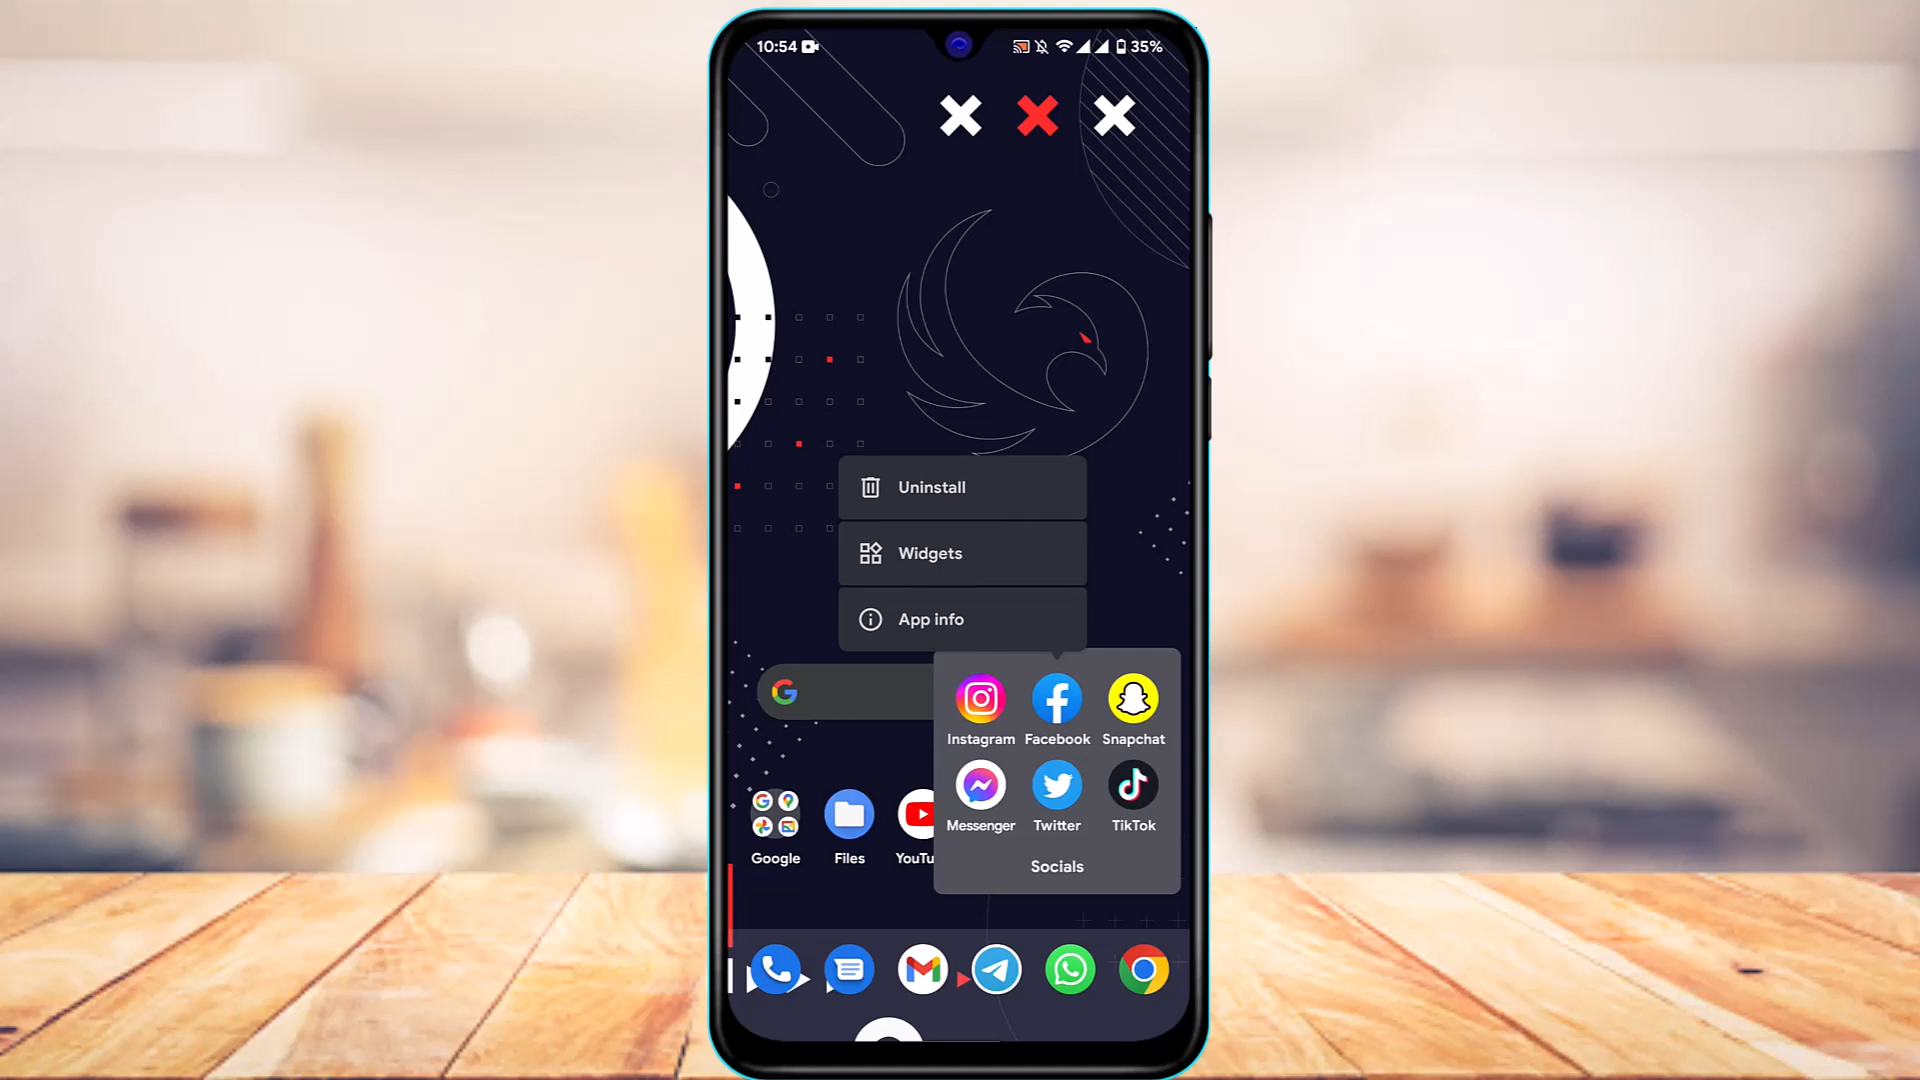 10:54
35%
Uninstall
Widgets
App info
Instagram Facebook Snapchat
Messenger Twitter TikTok
Socials
Google Files YouTu